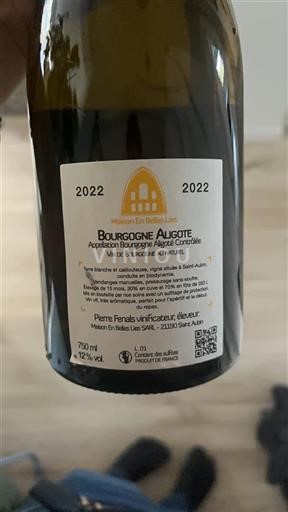 2022 2022
Maison En Belles Lies
BOURGOGNE ALIGOTE
Appellation Bourgogne Aligoté Contrôlée
VIN DE BOURGOGNE AU NATUREL
VINIOU
Terre blanche et caillouteuse, vigne située à Saint-Aubin,
conduite en biodynamie.
Vendanges manuelles, pressurage sans soufre.
Elevage de 15 mois, 30% en cuve et 70% en fûts de 350 l.
Mis en bouteille par nos soins avec un sulfitage de protection.
Vin vif, très aromatique, parfait pour l'apéritif et le début
du repas.
Pierre Fenals vinificateur, éleveur.
Maison En Belles Lies SARL - 21190 Saint Aubin
750 ml
12% vol.
L .01
Contient des sulfites
PRODUIT DE FRANCE